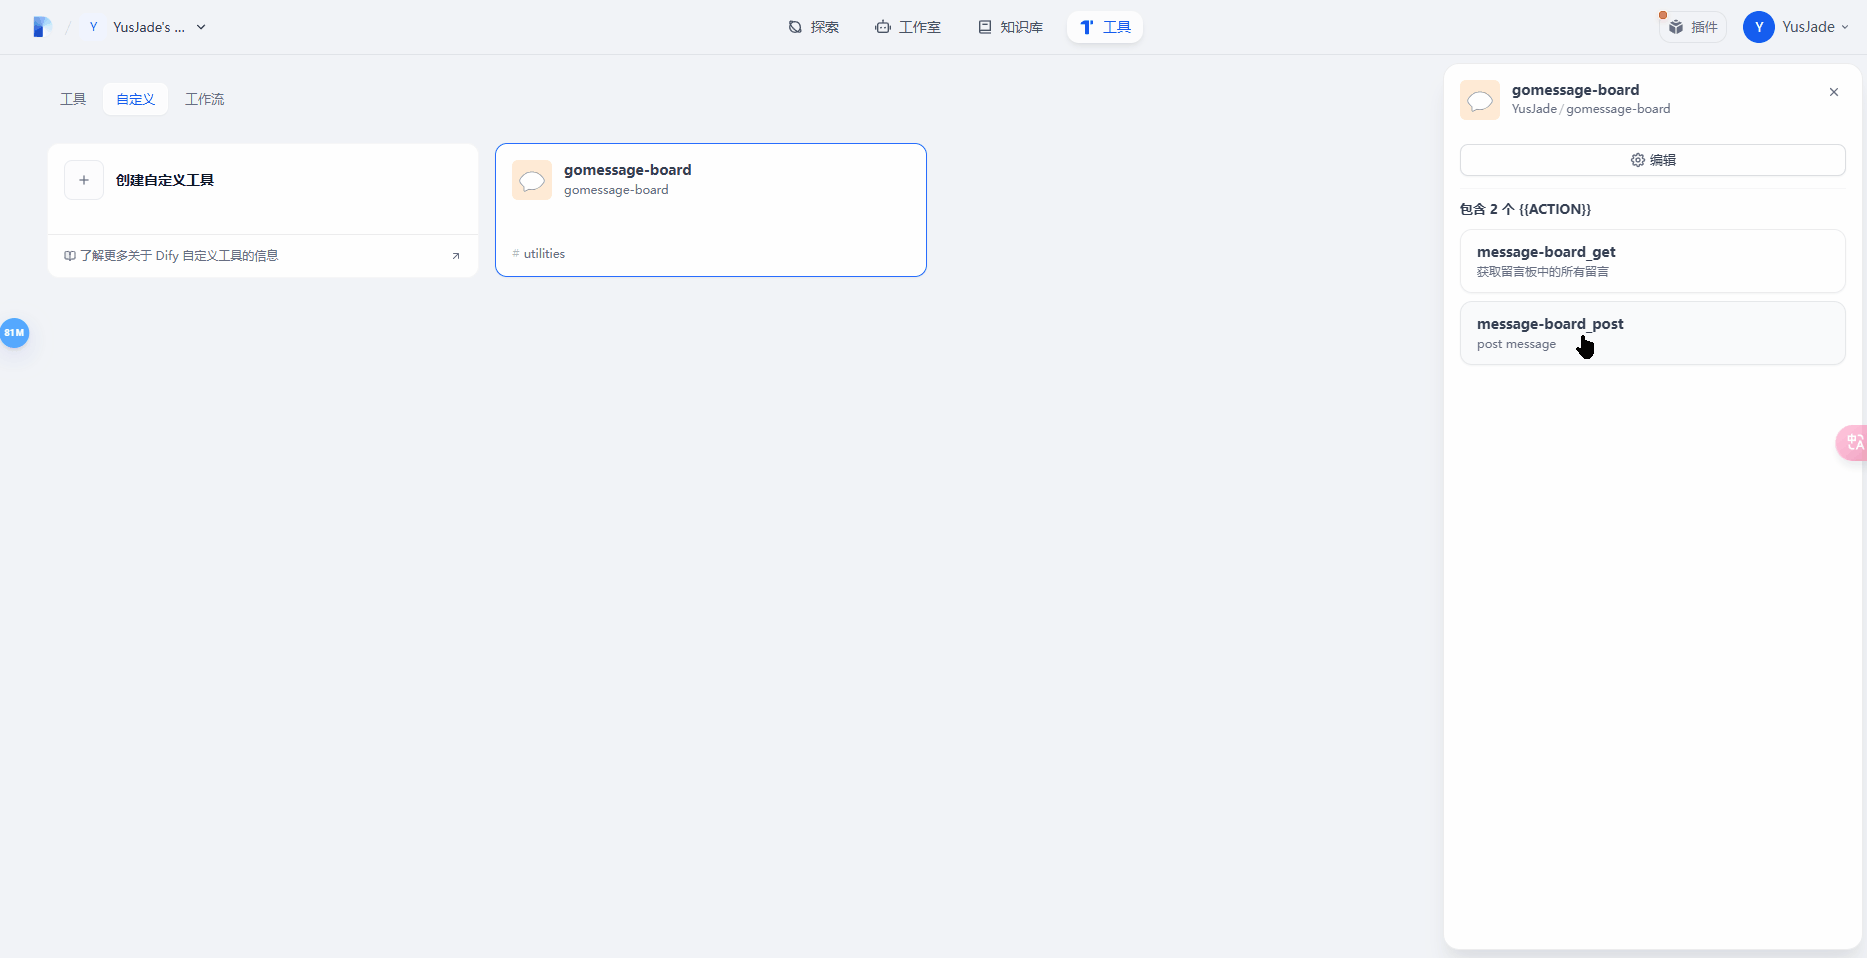 Y YusJade's ...
探索
工作室
知识库
工具
插件
Y YusJade
工具
自定义
工作流
创建自定义工具
了解更多关于 Dify 自定义工具的信息
gomessage-board
gomessage-board
# utilities
81M
gomessage-board
YusJade / gomessage-board
编辑
包含 2 个 {{ACTION}}
message-board_get
获取留言板中的所有留言
message-board_post
post message
中A